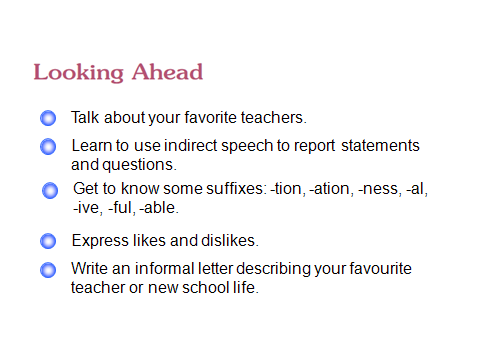 Looking Ahead
Talk about your favorite teachers.
Learn to use indirect speech to report statements
and questions.
Get to know some suffixes: -tion, -ation, -ness, -al,
-ive, -ful, -able.
Express likes and dislikes.
Write an informal letter describing your favourite
teacher or new school life.